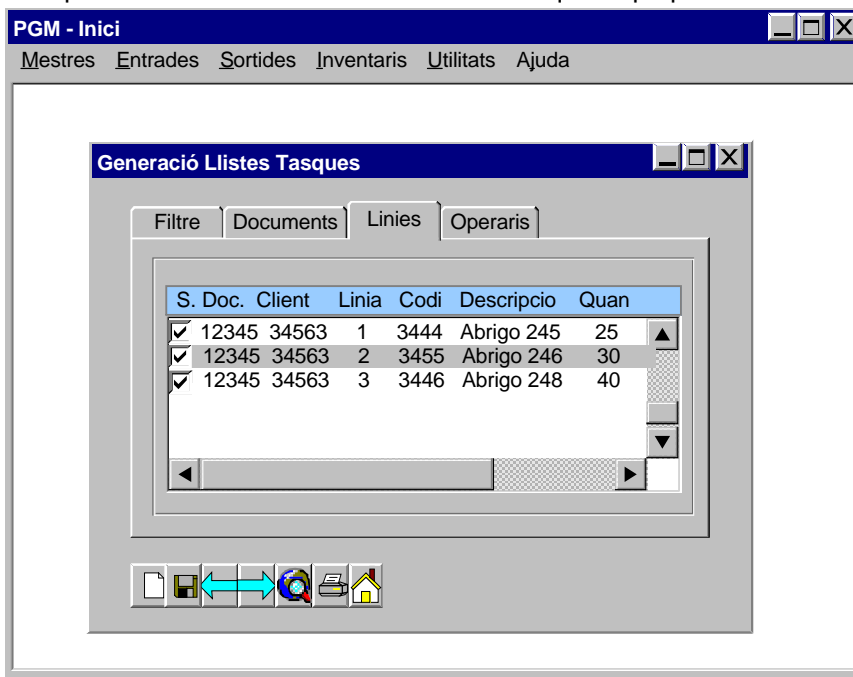 PGM - Inici
Mestres Entrades Sortides Inventaris Utilitats Ajuda
Generació Llistes Tasques
Filtre Documents Linies Operaris
S. Doc. Client Linia Codi Descripcio Quan
12345 34563 1 3444 Abrigo 245 25
12345 34563 2 3455 Abrigo 246 30
12345 34563 3 3446 Abrigo 248 40